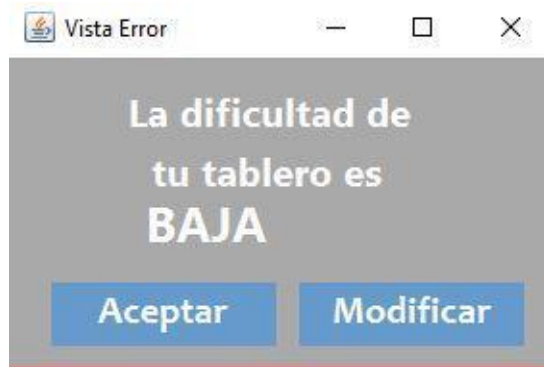 Vista Error
La dificultad de
tu tablero es
BAJA
Aceptar Modificar